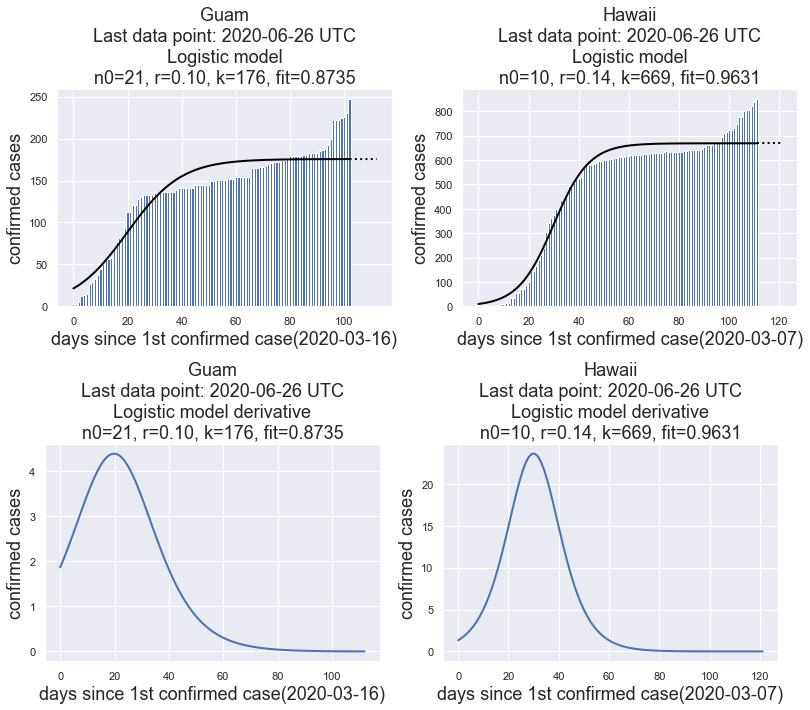 Guam
Last data point: 2020-06-26 UTC
Logistic model
n0=21, r=0.10, k=176, fit=0.8735
250
200
150
100
50
0
confirmed cases
0 20 40 60 80 100
days since 1st confirmed case(2020-03-16)
Hawaii
Last data point: 2020-06-26 UTC
Logistic model
n0=10, r=0.14, k=669, fit=0.9631
800
700
600
500
400
300
200
100
0
confirmed cases
0 20 40 60 80 100 120
days since 1st confirmed case(2020-03-07)
Guam
Last data point: 2020-06-26 UTC
Logistic model derivative
n0=21, r=0.10, k=176, fit=0.8735
4
3
2
1
0
confirmed cases
0 20 40 60 80 100
days since 1st confirmed case(2020-03-16)
Hawaii
Last data point: 2020-06-26 UTC
Logistic model derivative
n0=10, r=0.14, k=669, fit=0.9631
20
15
10
5
0
confirmed cases
0 20 40 60 80 100 120
days since 1st confirmed case(2020-03-07)